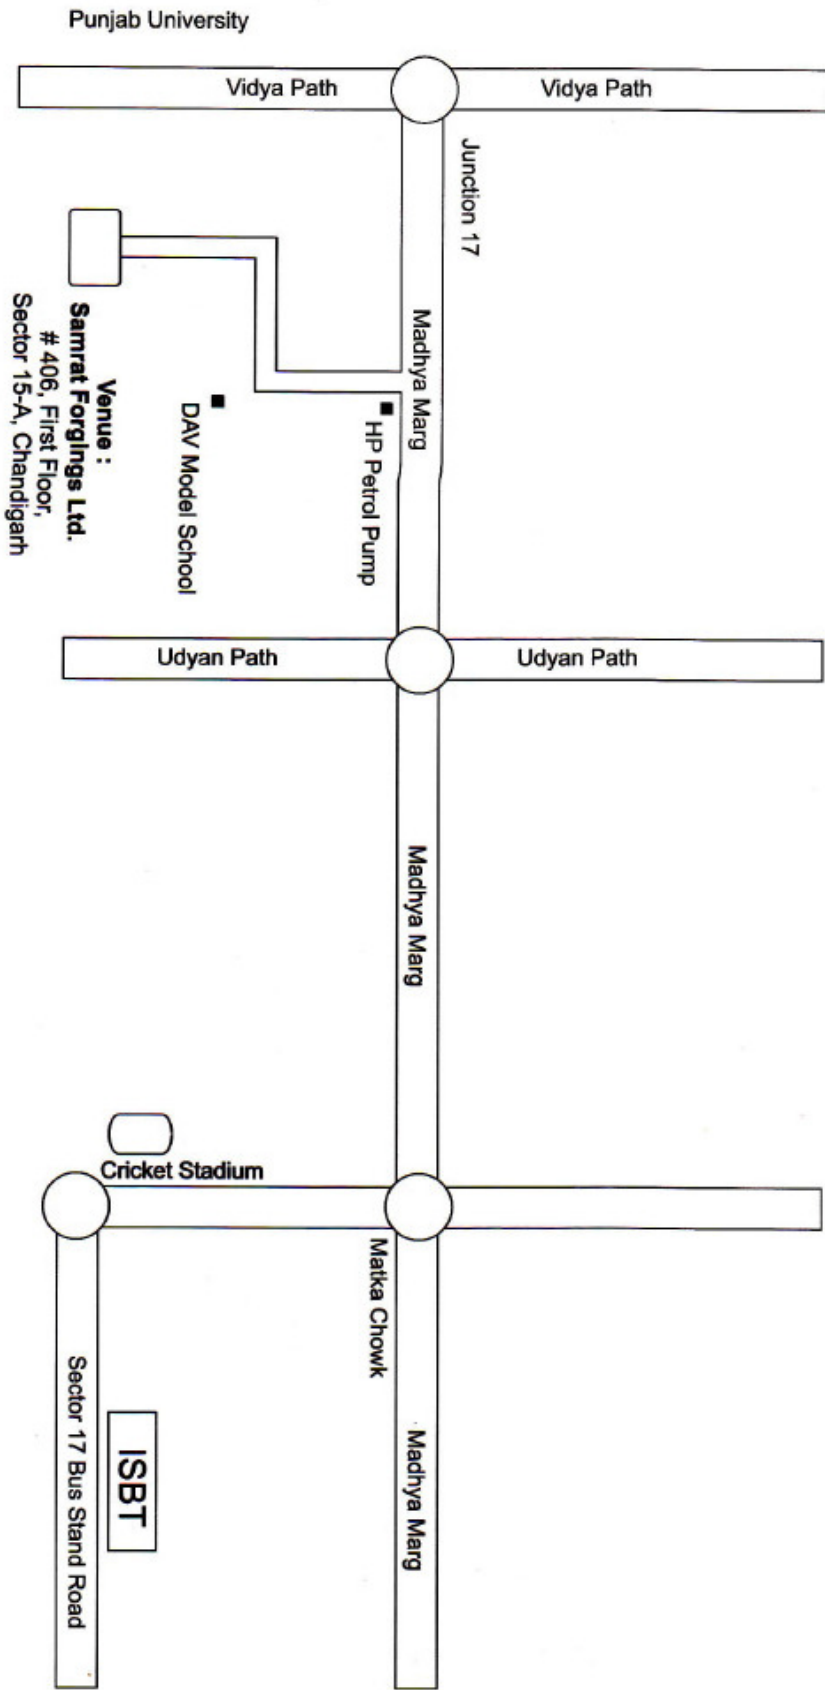 Punjab University
Vidya Path
Vidya Path
Junction 17
Madhya Marg
Venue :
Samrat Forgings Ltd.
# 406, First Floor,
Sector 15-A, Chandigarh
DAV Model School
HP Petrol Pump
Udyan Path
Udyan Path
Madhya Marg
Cricket Stadium
Matka Chowk
Madhya Marg
ISBT
Sector 17 Bus Stand Road